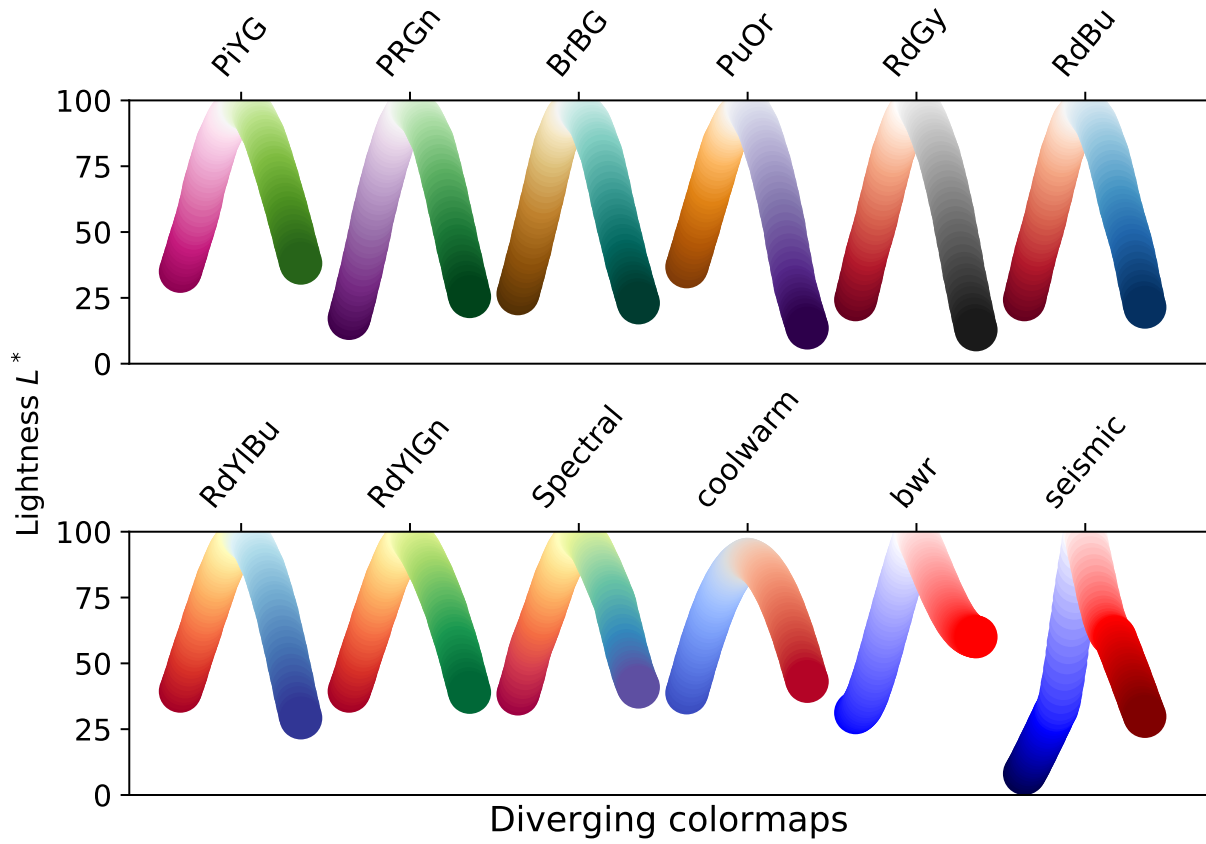 PiYG
PRGn
BrBG
PuOr
RdGy
RdBu
100
75
50
25
0
Lightness L*
RdYlBu
RdYlGn
Spectral
coolwarm
bwr
seismic
100
75
50
25
0
Diverging colormaps